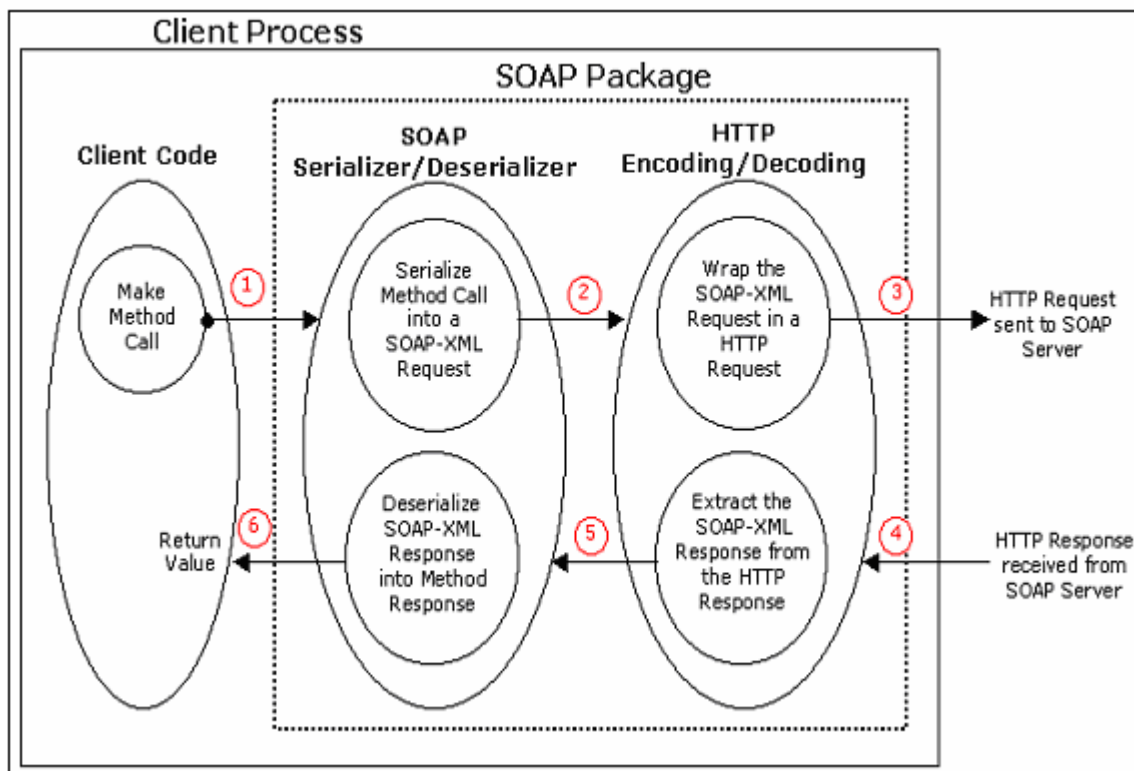 Client Process
SOAP Package
Client Code
SOAP
Serializer/Deserializer
HTTP
Encoding/Decoding
Make
Method
Call
1
Serialize
Method Call
into a
SOAP-XML
Request
2
Wrap the
SOAP-XML
Request in a
HTTP
Request
3
HTTP Request
sent to SOAP
Server
Return
Value
6
Deserialize
SOAP-XML
Response
into Method
Response
5
Extract the
SOAP-XML
Response from
the HTTP
Response
4
HTTP Response
received from
SOAP Server